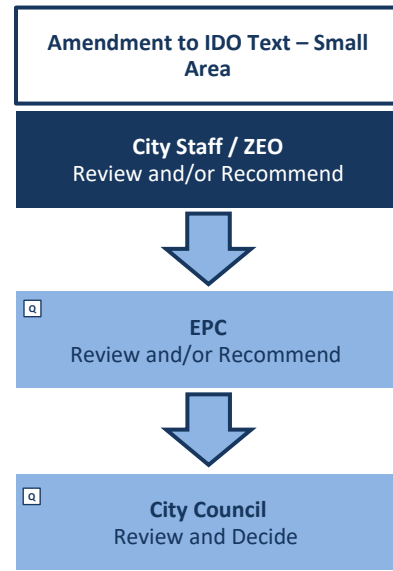 Amendment to IDO Text – Small
Area
City Staff / ZEO
Review and/or Recommend
Q
EPC
Review and/or Recommend
Q
City Council
Review and Decide